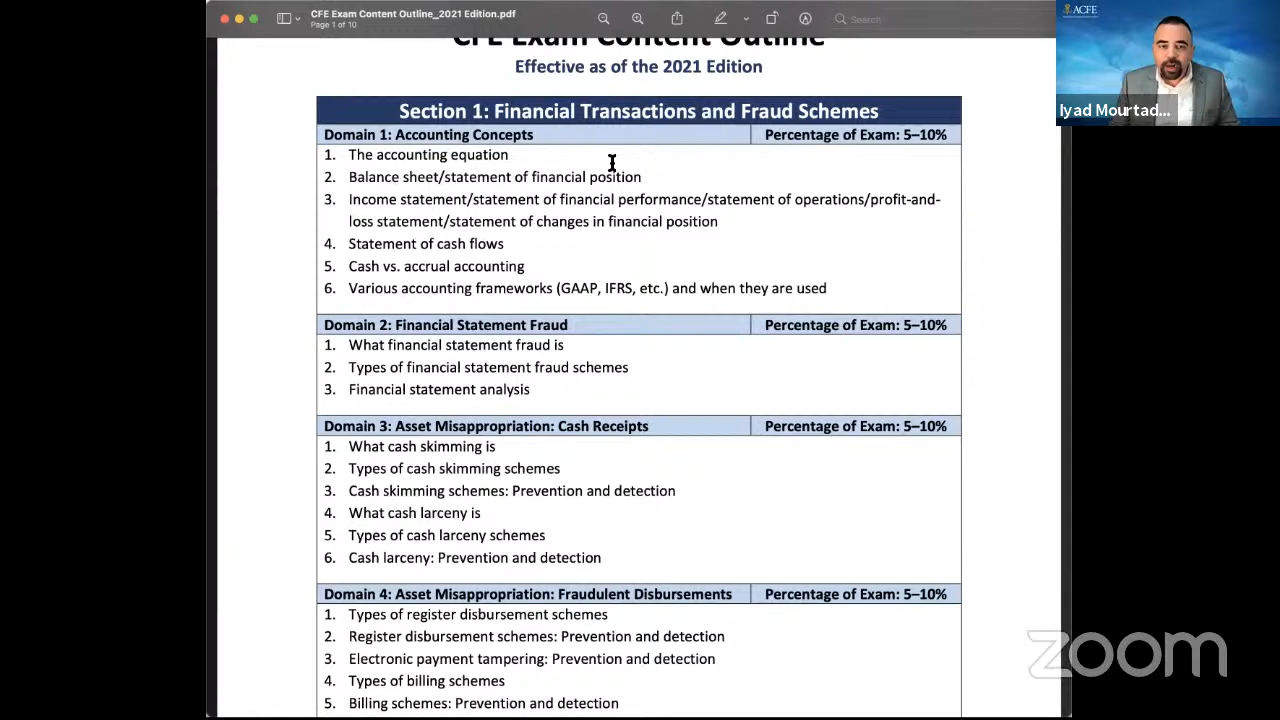 CFE Exam Content Outline_2021 Edition.pdf
Page 1 of 10
Search
ACFE
Iyad Mourtad...
CFE Exam Content Outline
Effective as of the 2021 Edition
Section 1: Financial Transactions and Fraud Schemes
Domain 1: Accounting Concepts Percentage of Exam: 5–10%
1. The accounting equation
2. Balance sheet/statement of financial position
3. Income statement/statement of financial performance/statement of operations/profit-and-
loss statement/statement of changes in financial position
4. Statement of cash flows
5. Cash vs. accrual accounting
6. Various accounting frameworks (GAAP, IFRS, etc.) and when they are used
Domain 2: Financial Statement Fraud Percentage of Exam: 5–10%
1. What financial statement fraud is
2. Types of financial statement fraud schemes
3. Financial statement analysis
Domain 3: Asset Misappropriation: Cash Receipts Percentage of Exam: 5–10%
1. What cash skimming is
2. Types of cash skimming schemes
3. Cash skimming schemes: Prevention and detection
4. What cash larceny is
5. Types of cash larceny schemes
6. Cash larceny: Prevention and detection
Domain 4: Asset Misappropriation: Fraudulent Disbursements Percentage of Exam: 5–10%
1. Types of register disbursement schemes
2. Register disbursement schemes: Prevention and detection
3. Electronic payment tampering: Prevention and detection
4. Types of billing schemes
5. Billing schemes: Prevention and detection
zoom